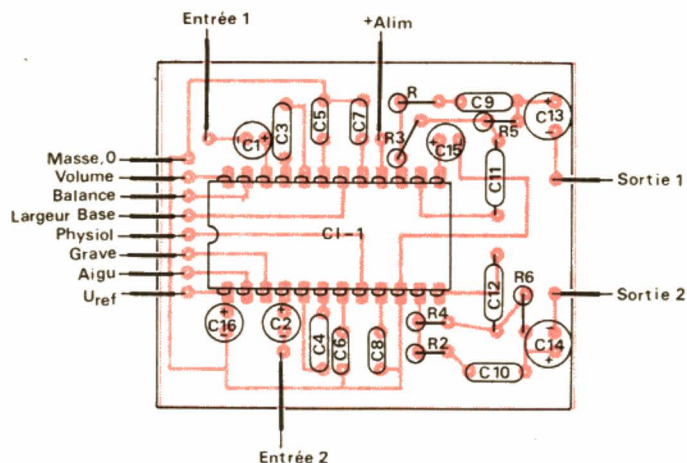 Entrée 1
+Alim
Masse,0
Volume
Balance
Largeur Base
Physiol
Grave
Aigu
Uref
C1
C3
C5
C7
R
R3
C15
C9
R5
C13
C11
Sortie 1
CI-1
C16
C2
C4
C6
C8
R4
R2
C12
R6
C10
C14
Sortie 2
Entrée 2